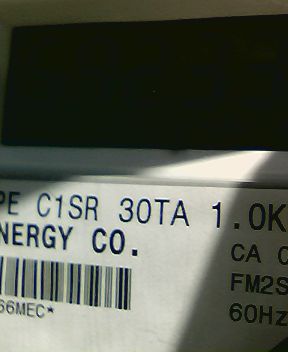 PE C1SR 30TA 1.0K
NERGY CO.
CA
FM2S
66MEC*
60Hz